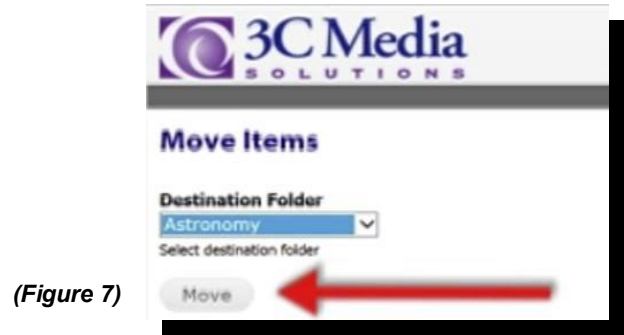 3C Media
SOLUTIONS
Move Items
Destination Folder
Astronomy
Select destination folder
(Figure 7)
Move